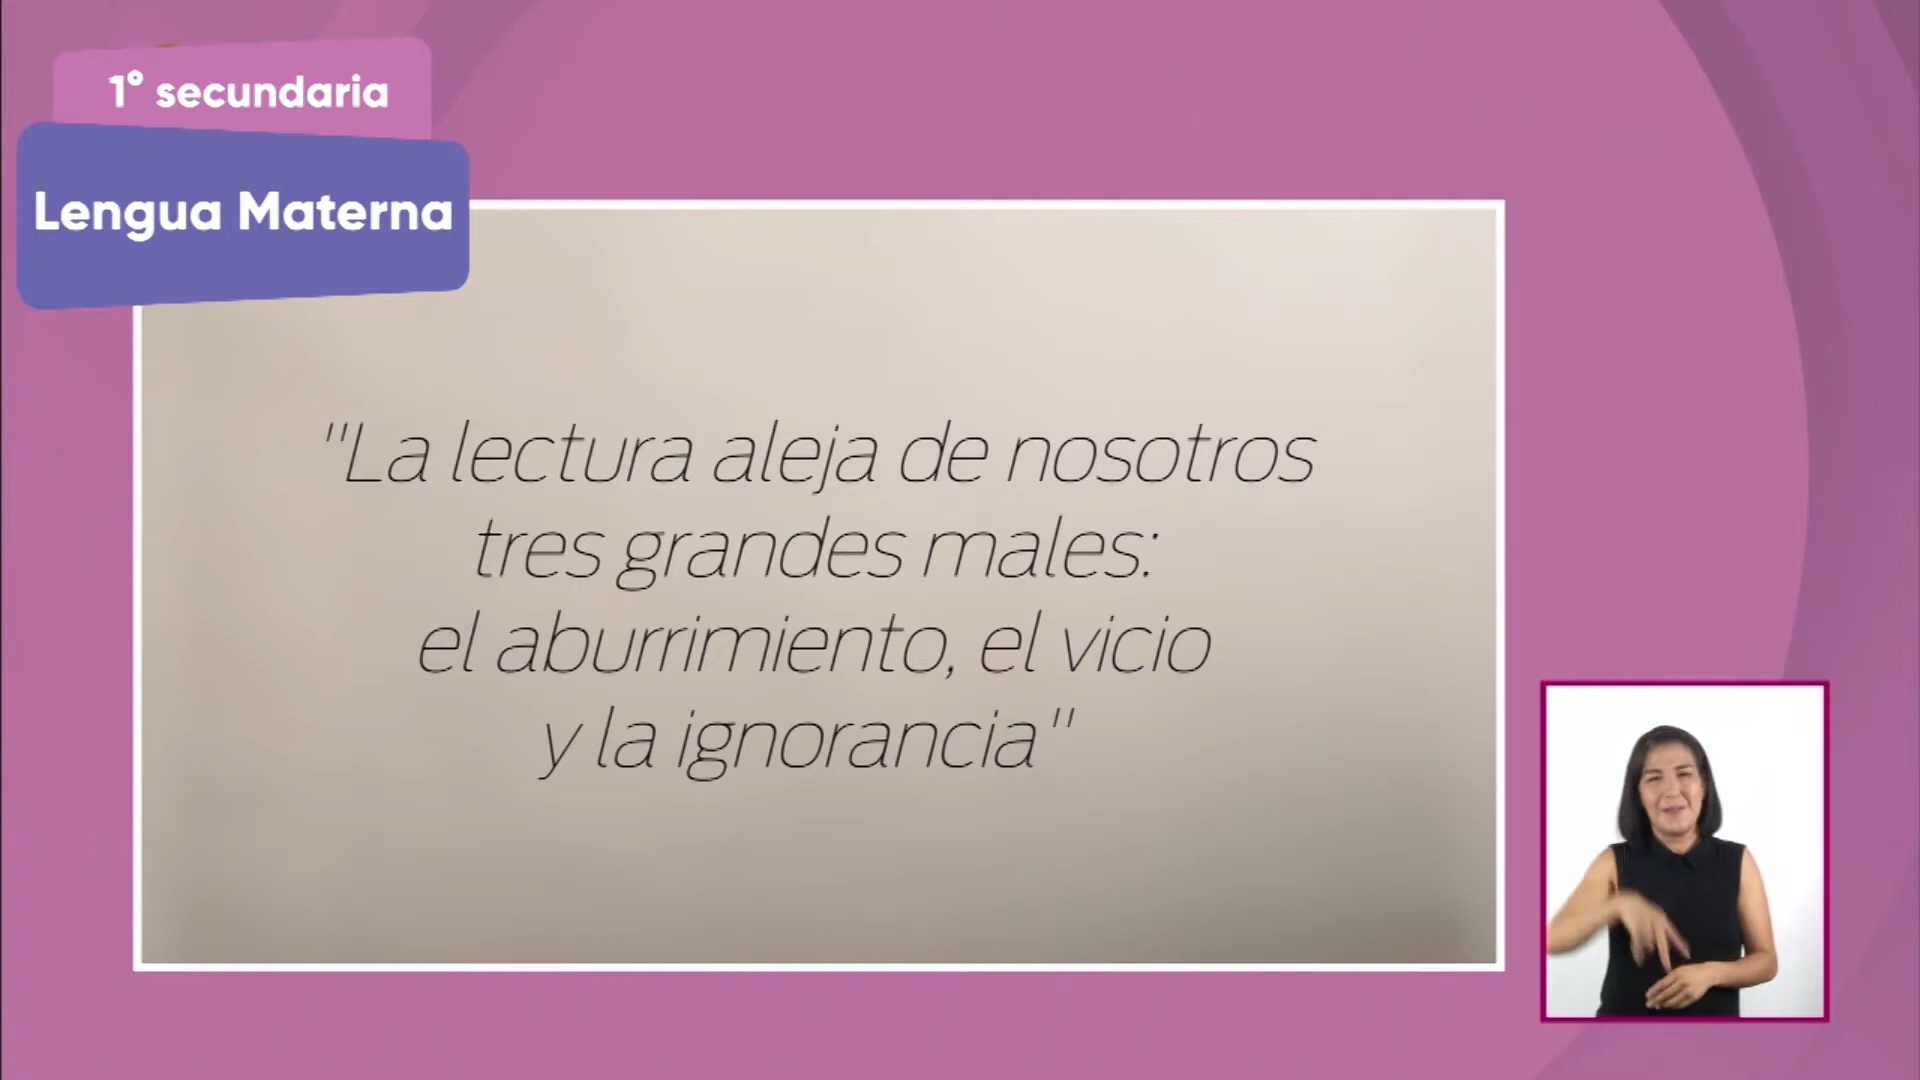 1° secundaria
Lengua Materna
"La lectura aleja de nosotros
tres grandes males:
el aburrimiento, el vicio
y la ignorancia"